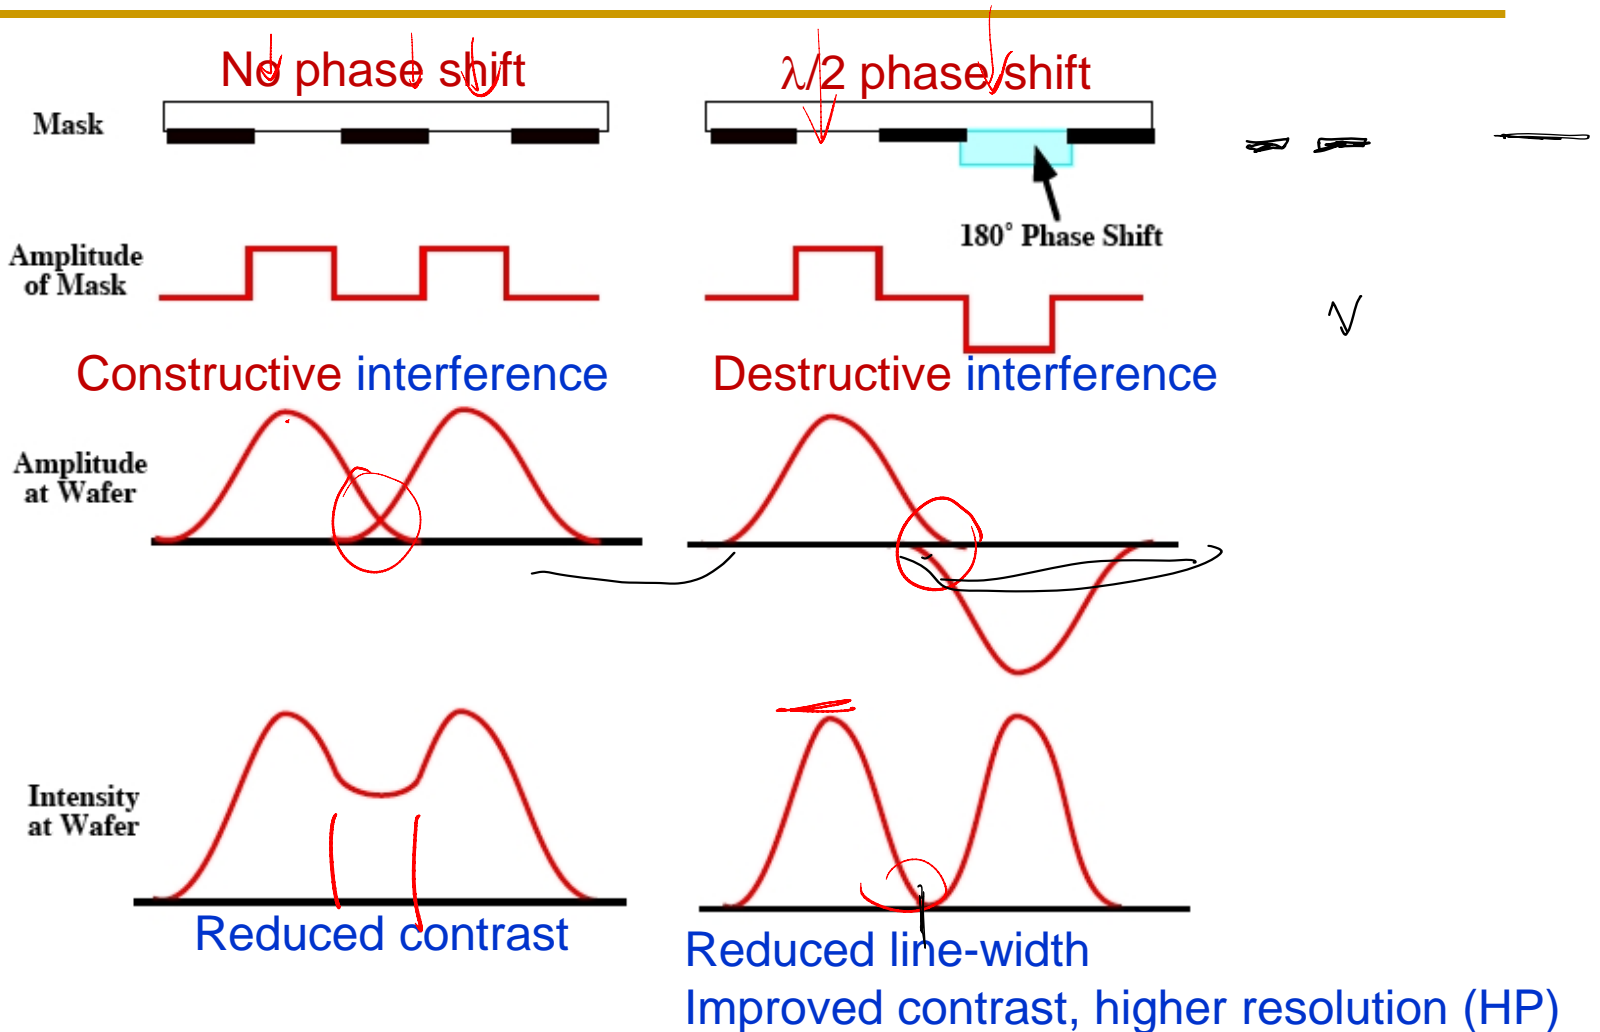 No phase shift
λ/2 phase shift
Mask
180° Phase Shift
Amplitude
of Mask
Constructive interference
Destructive interference
Amplitude
at Wafer
Intensity
at Wafer
Reduced contrast
Reduced line-width
Improved contrast, higher resolution (HP)